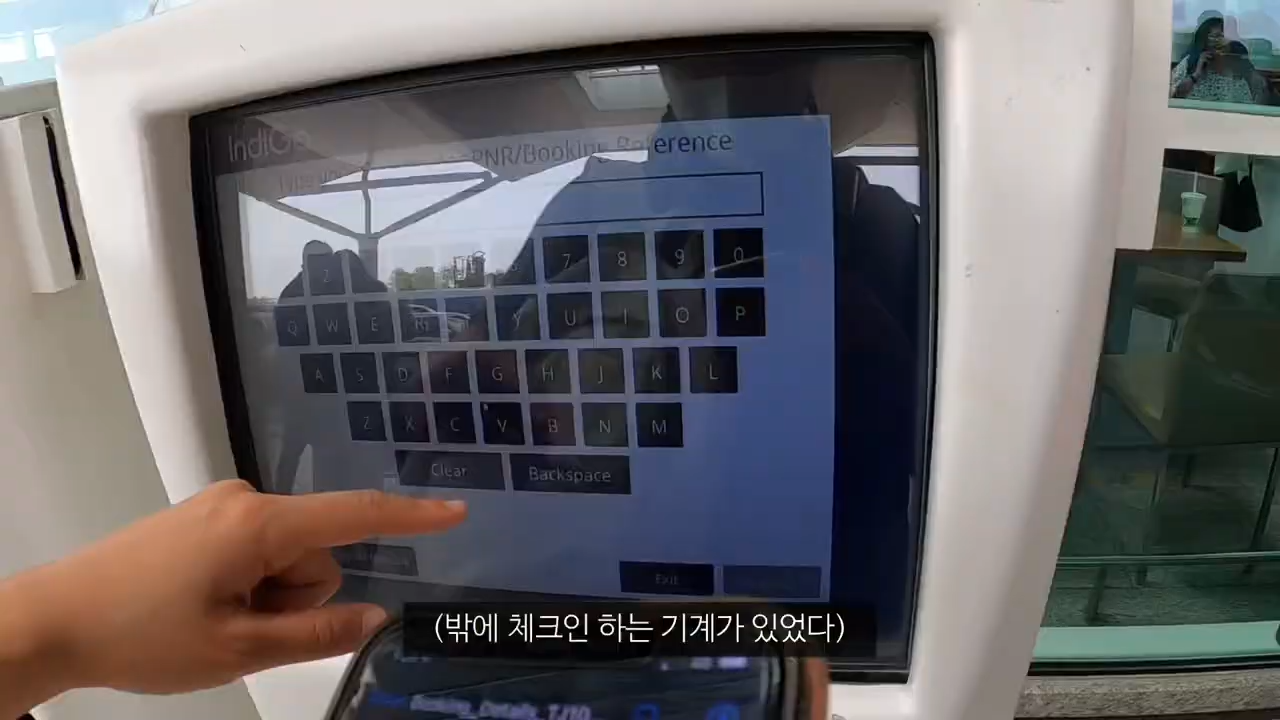 IndiGo
PNR/Booking Reference
7 8 9 0
Q W E R T Y U I O P
A S D F G H J K L
Z X C V B N M
Clear Backspace
Exit
(밖에 체크인 하는 기계가 있었다)
Booking_Details_TJ1O...